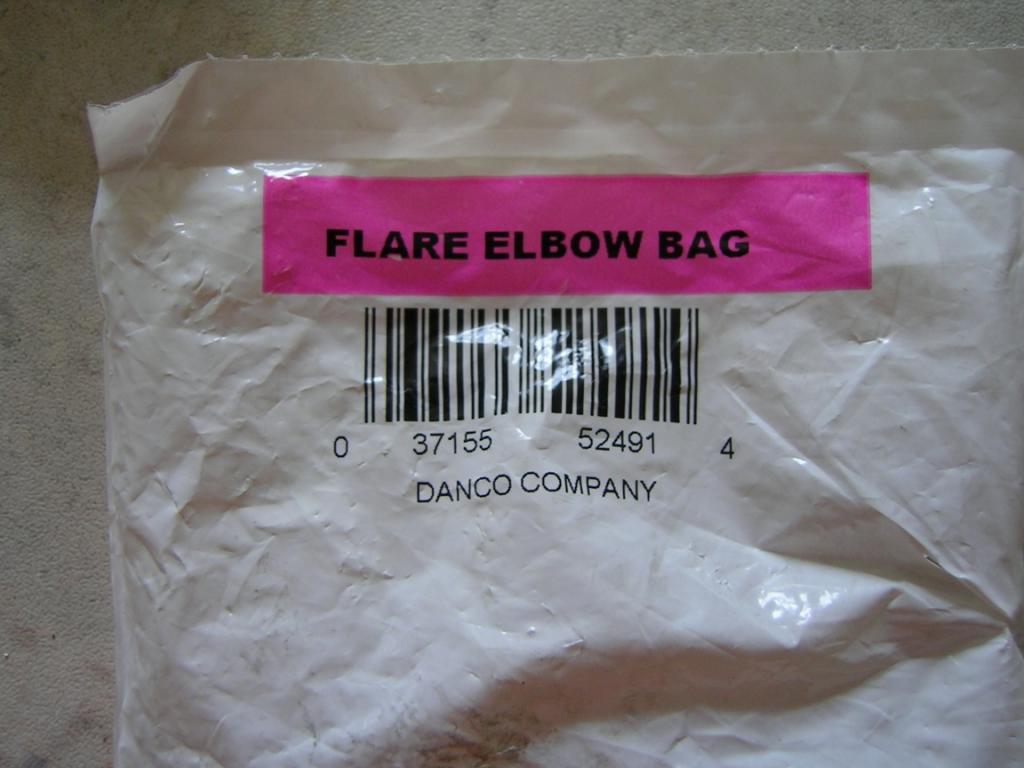 FLARE ELBOW BAG
0 37155 52491 4
DANCO COMPANY